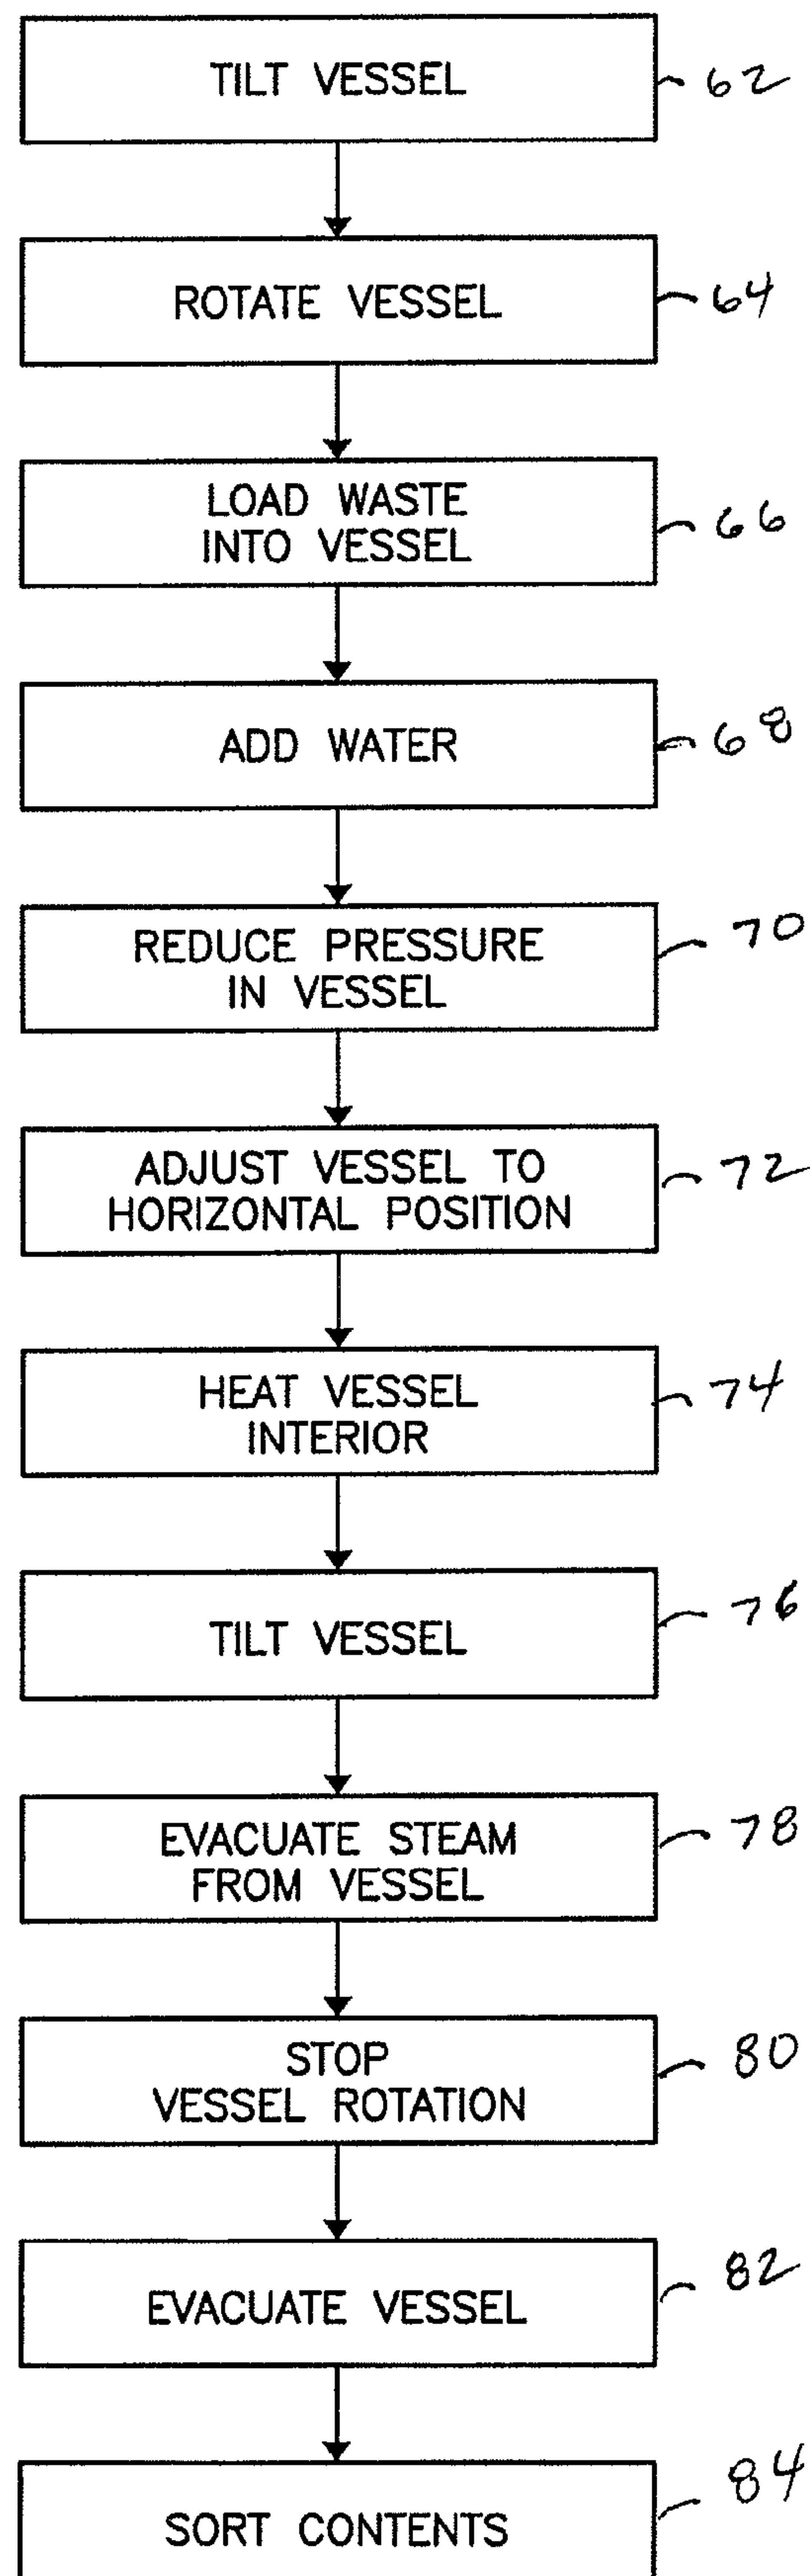 TILT VESSEL 62
ROTATE VESSEL 64
LOAD WASTE
INTO VESSEL 66
ADD WATER 68
REDUCE PRESSURE
IN VESSEL 70
ADJUST VESSEL TO
HORIZONTAL POSITION 72
HEAT VESSEL
INTERIOR 74
TILT VESSEL 76
EVACUATE STEAM
FROM VESSEL 78
STOP
VESSEL ROTATION 80
EVACUATE VESSEL 82
SORT CONTENTS 84